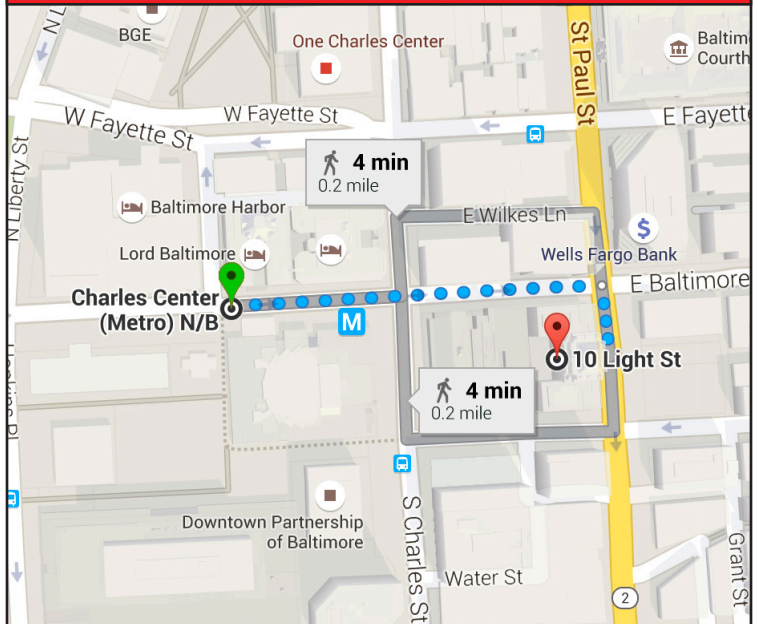 N L
BGE
One Charles Center
St Paul St
Baltim
Courth
W Fayette St
W Fayette St
E Fayett
N Liberty St
4 min
0.2 mile
Baltimore Harbor
E Wilkes Ln
Lord Baltimore
$
Wells Fargo Bank
Charles Center
(Metro) N/B
E Baltimore
M
10 Light St
4 min
0.2 mile
Downtown Partnership
of Baltimore
S Charles St
Water St
Grant St
2